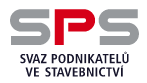 SPS
SVAZ PODNIKATELŮ
VE STAVEBNICTVÍ